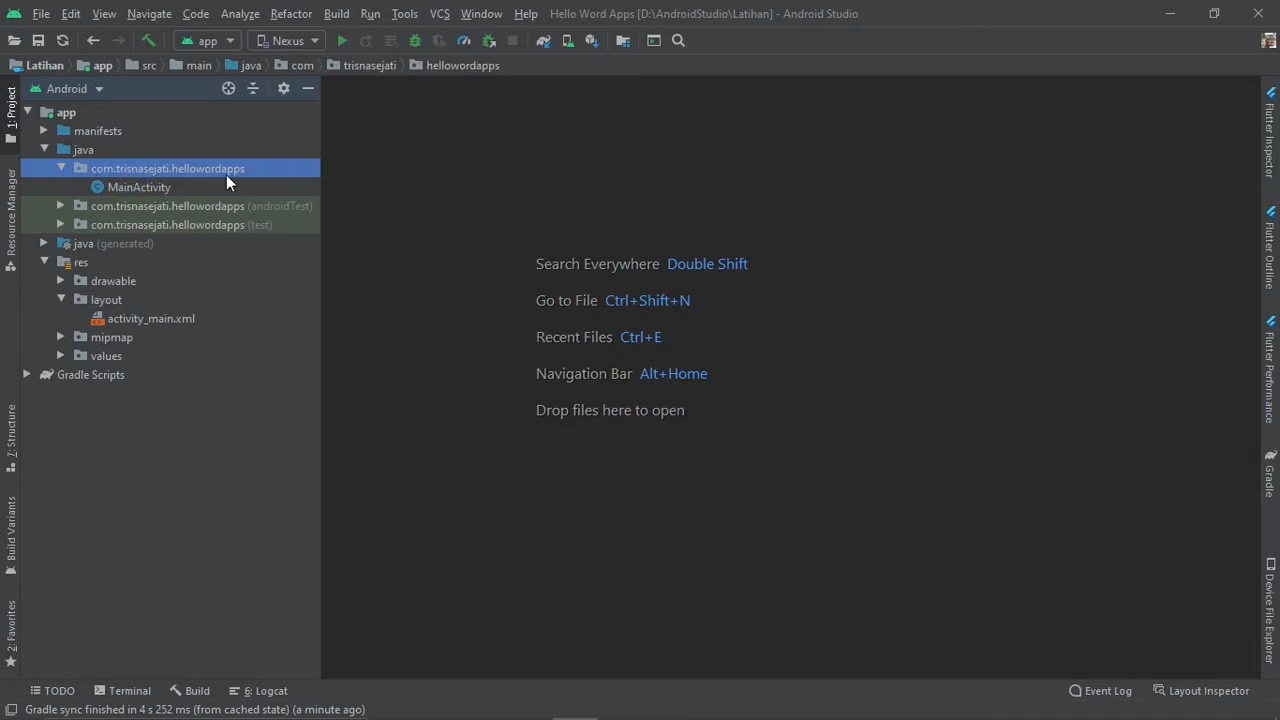 File Edit View Navigate Code Analyze Refactor Build Run Tools VCS Window Help Hello Word Apps [D:\AndroidStudio\Latihan] - Android Studio
app Nexus
Latihan app src main java com trisnasejati hellowordapps
Android
app
manifests
java
com.trisnasejati.hellowordapps
MainActivity
com.trisnasejati.hellowordapps (androidTest)
com.trisnasejati.hellowordapps (test)
java (generated)
res
drawable
layout
activity_main.xml
mipmap
values
Gradle Scripts
1: Project
Resource Manager
7: Structure
Build Variants
2: Favorites
Search Everywhere Double Shift
Go to File Ctrl+Shift+N
Recent Files Ctrl+E
Navigation Bar Alt+Home
Drop files here to open
Flutter Inspector
Flutter Outline
Flutter Performance
Gradle
Device File Explorer
TODO Terminal Build 6: Logcat Event Log Layout Inspector
Gradle sync finished in 4 s 252 ms (from cached state) (a minute ago)